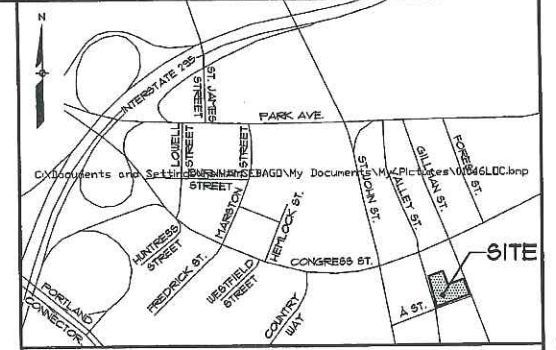 N
INTERSTATE 295
ST. JAMES
STREET
PARK AVE.
LOWELL
STREET
MARSTON
STREET
C:\Documents and Settings\SEBAGO\My Documents\My Pictures\01046LOC.bmp
STREET
HEMLOCK ST.
ST. JOHN ST.
VALLEY ST.
GILMAN ST.
FOREST ST.
HUNTRESS
STREET
FREDRICK ST.
WESTFIELD
STREET
COUNTRY
WAY
CONGRESS ST.
SITE
A ST.
PORTLAND
CONNECTOR